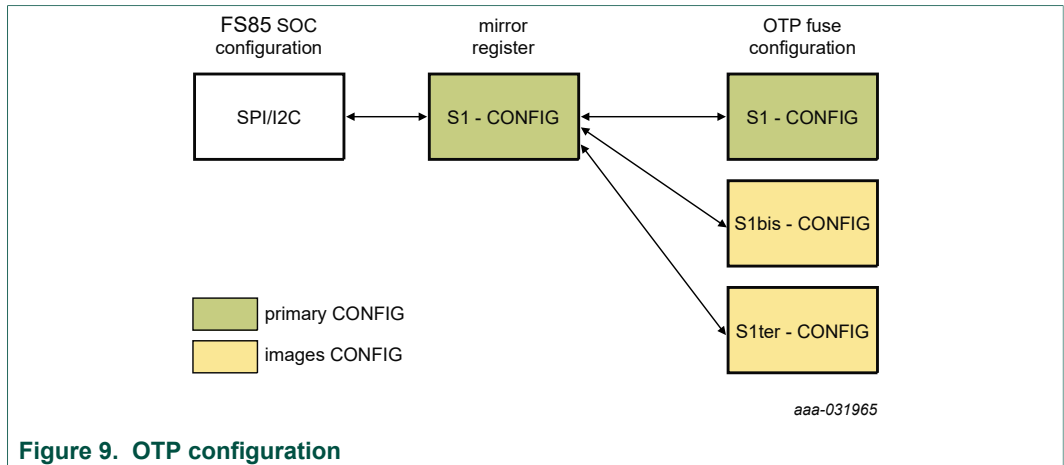 FS85 SOC
configuration
mirror
register
OTP fuse
configuration
SPI/I2C
S1 - CONFIG
S1 - CONFIG
S1bis - CONFIG
S1ter - CONFIG
primary CONFIG
images CONFIG
aaa-031965
Figure 9. OTP configuration